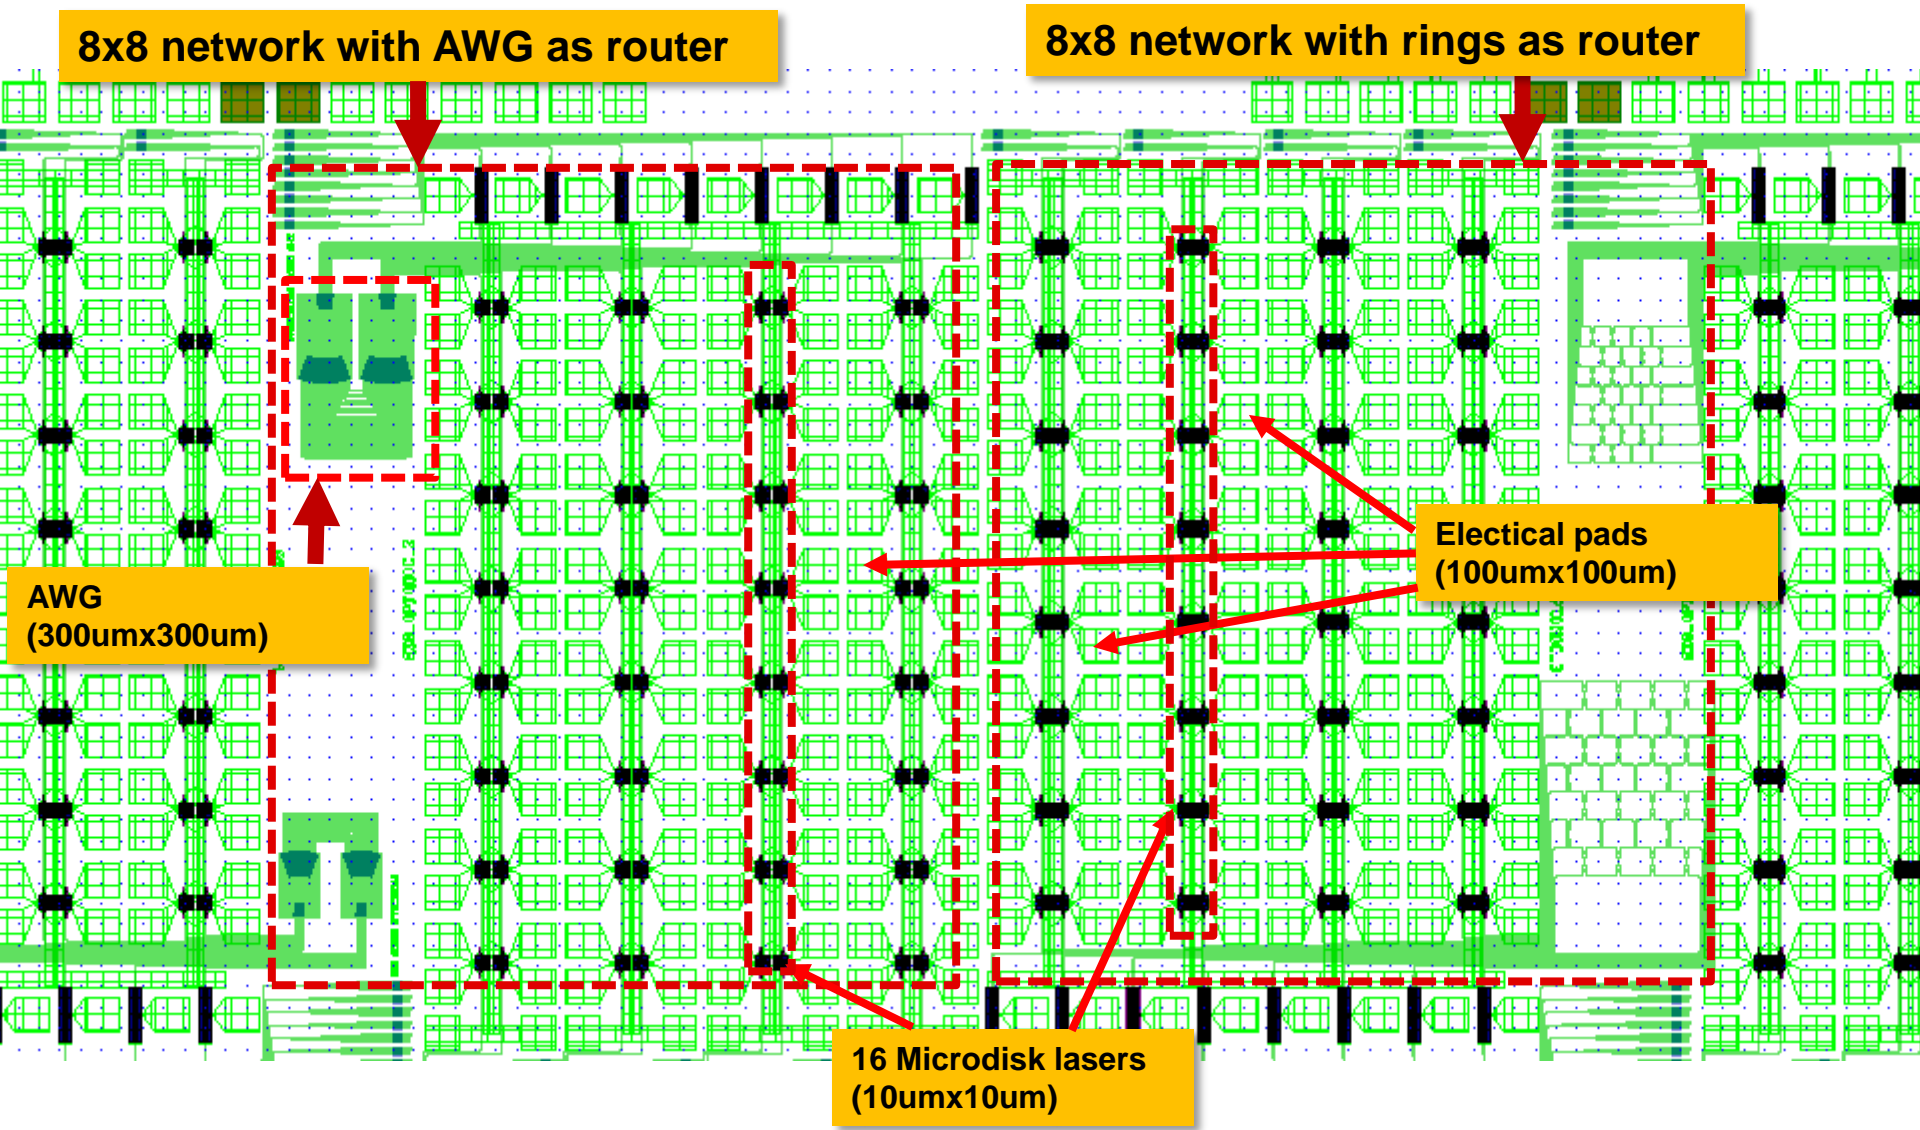 8x8 network with AWG as router
8x8 network with rings as router
Electical pads
(100umx100um)
AWG
(300umx300um)
16 Microdisk lasers
(10umx10um)